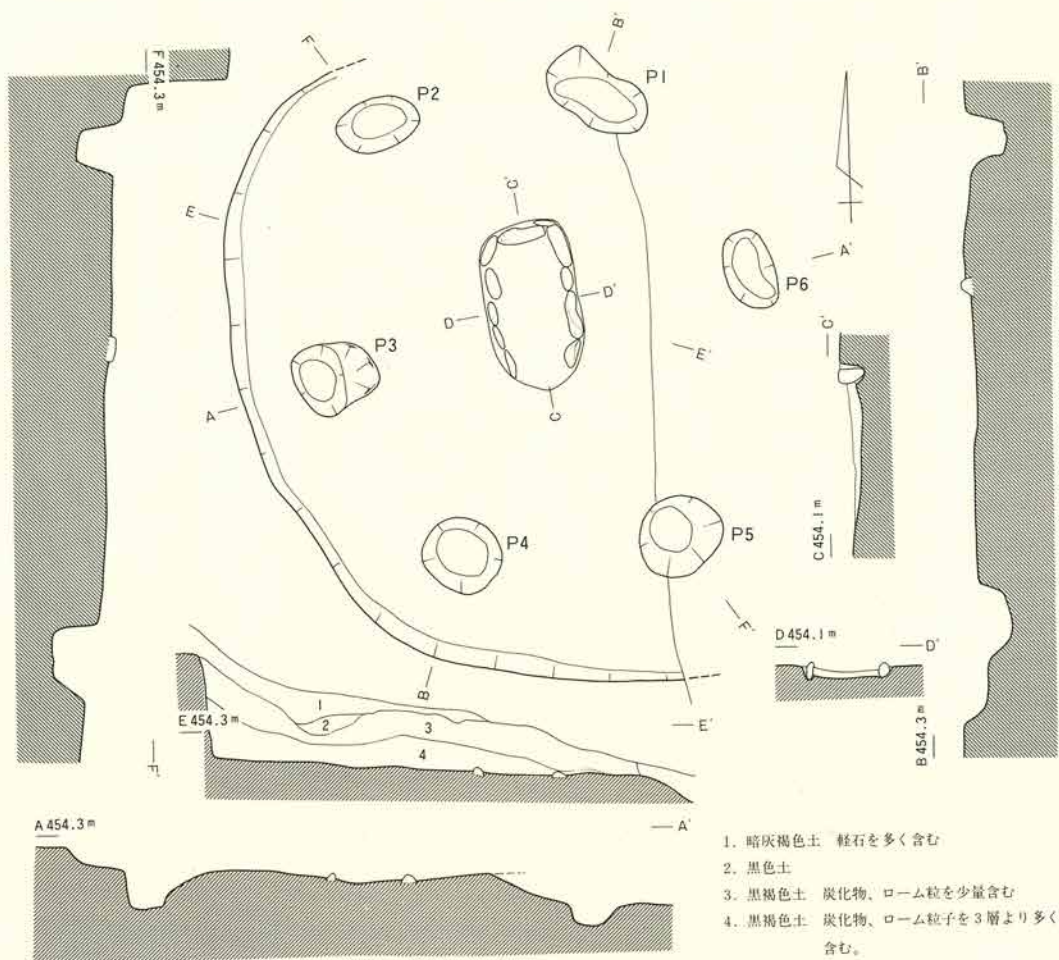 F 454.3m
F
B'
B'
P2
P1
E
C'
A'
P6
D
D'
C'
P3
E'
A
C
C 454.1m
P4
P5
F'
D 454.1m
D'
B
1
2
3
4
E 454.3m
E'
B 454.3m
F'
A 454.3m
A'
1. 暗灰褐色土 軽石を多く含む
2. 黒色土
3. 黒褐色土 炭化物、ローム粒を少量含む
4. 黒褐色土 炭化物、ローム粒子を3層より多く
含む。